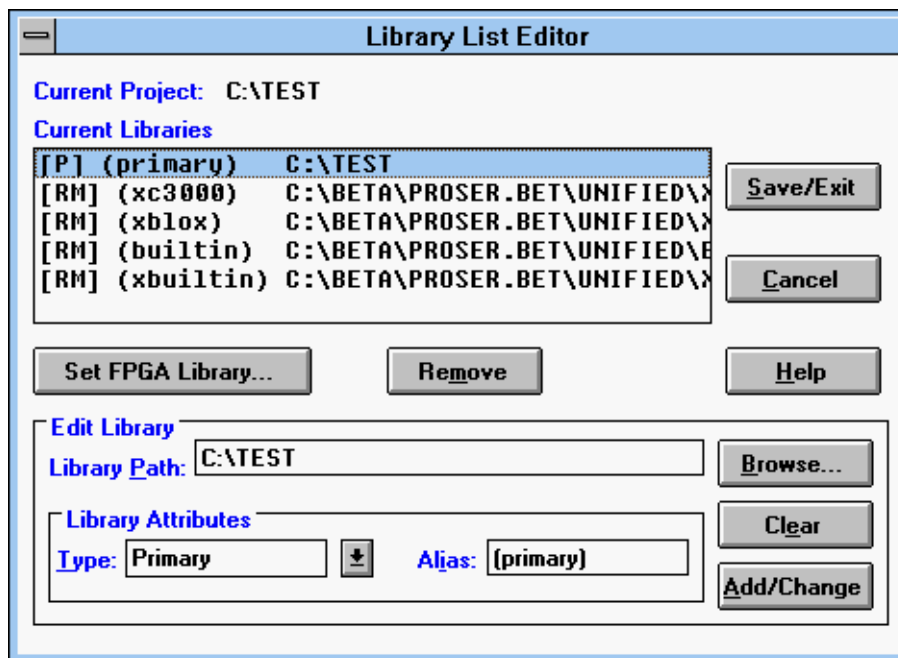 Library List Editor
Current Project: C:\TEST
Current Libraries
[P] (primary) C:\TEST
[RM] (xc3000) C:\BETA\PROSER.BET\UNIFIED\X
[RM] (xblox) C:\BETA\PROSER.BET\UNIFIED\X
[RM] (builtin) C:\BETA\PROSER.BET\UNIFIED\B
[RM] (xbuiltin) C:\BETA\PROSER.BET\UNIFIED\X
Save/Exit
Cancel
Set FPGA Library...
Remove
Help
Edit Library
Library Path: C:\TEST
Browse...
Library Attributes
Clear
Type: Primary
Alias: (primary)
Add/Change